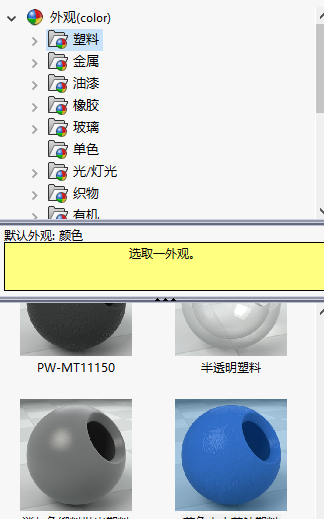 外观(color)
塑料
金属
油漆
橡胶
玻璃
单色
光/灯光
织物
有机
默认外观: 颜色
选取一外观。
PW-MT11150
半透明塑料